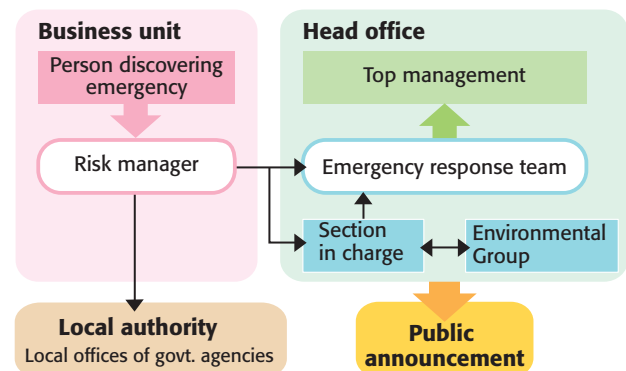 Business unit
Person discovering
emergency
Risk manager
Local authority
Local offices of govt. agencies
Head office
Top management
Emergency response team
Section
in charge
Environmental
Group
Public
announcement